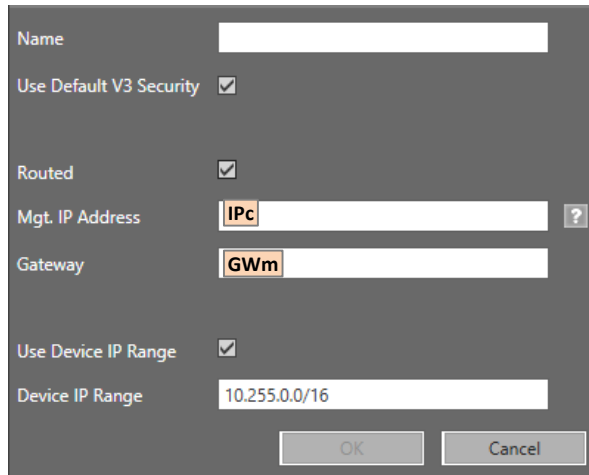 Name
Use Default V3 Security
Routed
Mgt. IP Address IPc ?
Gateway GWm
Use Device IP Range
Device IP Range 10.255.0.0/16
OK Cancel